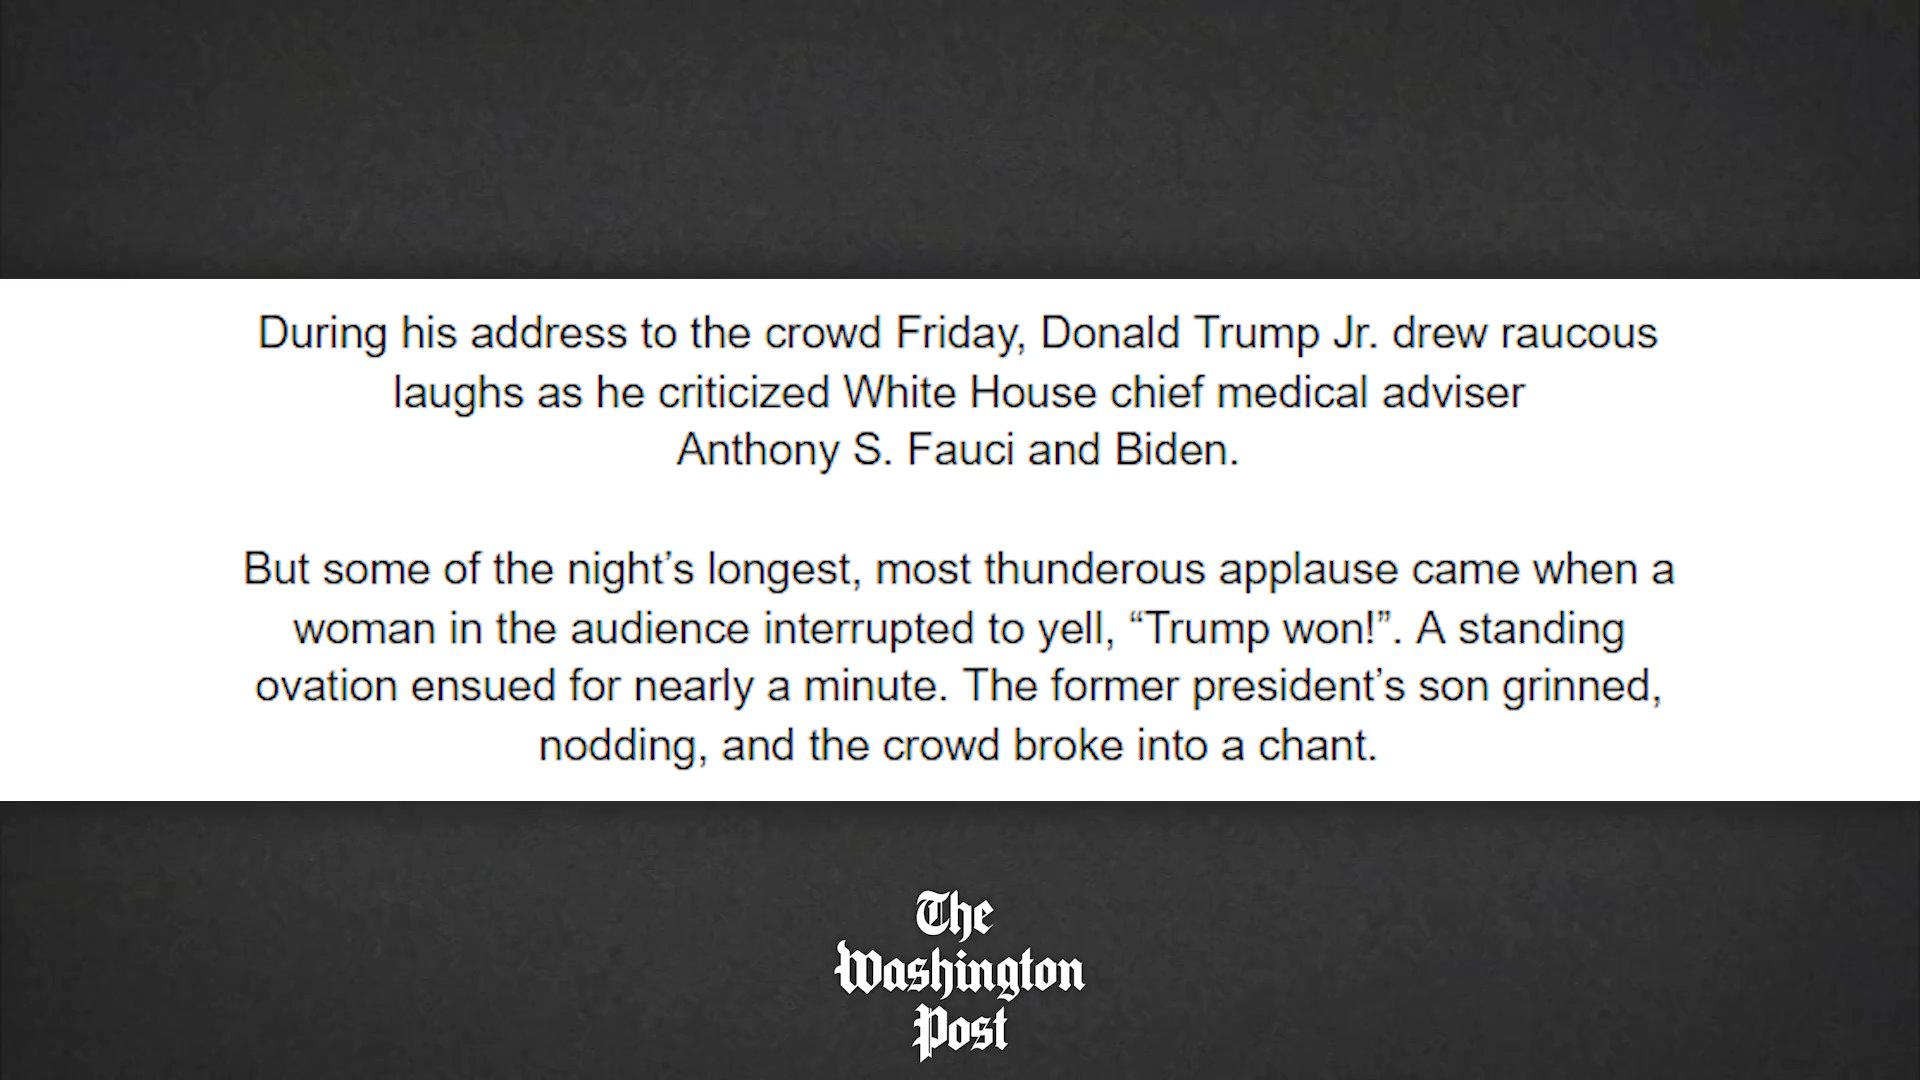 During his address to the crowd Friday, Donald Trump Jr. drew raucous
laughs as he criticized White House chief medical adviser
Anthony S. Fauci and Biden.
But some of the night’s longest, most thunderous applause came when a
woman in the audience interrupted to yell, “Trump won!”. A standing
ovation ensued for nearly a minute. The former president’s son grinned,
nodding, and the crowd broke into a chant.
The
Washington
Post